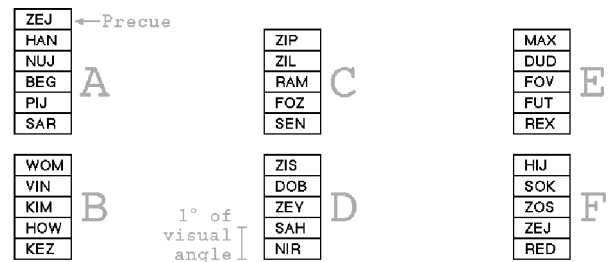 ZEJ
Precue
HAN
NUJ
BEG
PIJ
SAR
A
ZIP
ZIL
RAM
FOZ
SEN
C
MAX
DUD
FOV
FUT
REX
E
WOM
VIN
KIM
HOW
KEZ
B
1° of
visual
angle
ZIS
DOB
ZEY
SAH
NIR
D
HIJ
SOK
ZOS
ZEJ
RED
F